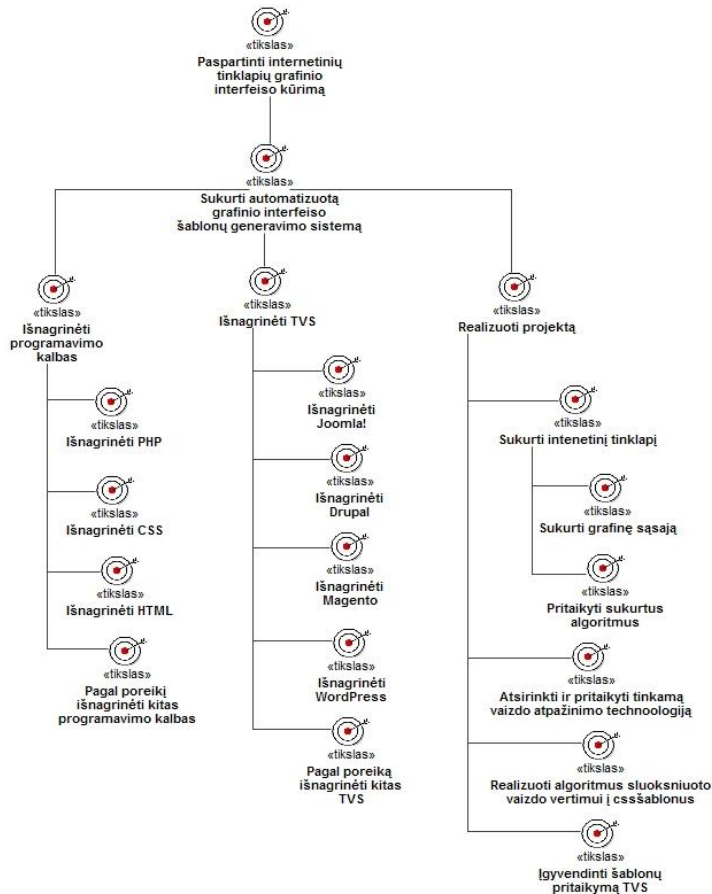 «tikslas»
Paspartinti internetinių
tinklapių grafinio
interfeiso kūrimą
«tikslas»
Sukurti automatizuotą
grafinio interfeiso
šablonų generavimo sistemą
«tikslas»
Išnagrinėti
programavimo
kalbas
«tikslas»
Išnagrinėti PHP
«tikslas»
Išnagrinėti CSS
«tikslas»
Išnagrinėti HTML
«tikslas»
Pagal poreikį
išnagrinėti kitas
programavimo kalbas
«tikslas»
Išnagrinėti TVS
«tikslas»
Išnagrinėti
Joomla!
«tikslas»
Išnagrinėti
Drupal
«tikslas»
Išnagrinėti
Magento
«tikslas»
Išnagrinėti
WordPress
«tikslas»
Pagal poreiką
išnagrinėti kitas
TVS
«tikslas»
Realizuoti projektą
«tikslas»
Sukurti intenetinį tinklapį
«tikslas»
Sukurti grafinę sąsają
«tikslas»
Pritaikyti sukurtus
algoritmus
«tikslas»
Atsirinkti ir pritaikyti tinkamą
vaizdo atpažinimo technoologiją
«tikslas»
Realizuoti algoritmus sluoksniuoto
vaizdo vertimui į cssšablonus
«tikslas»
Įgyvendinti šablonų
pritaikymą TVS